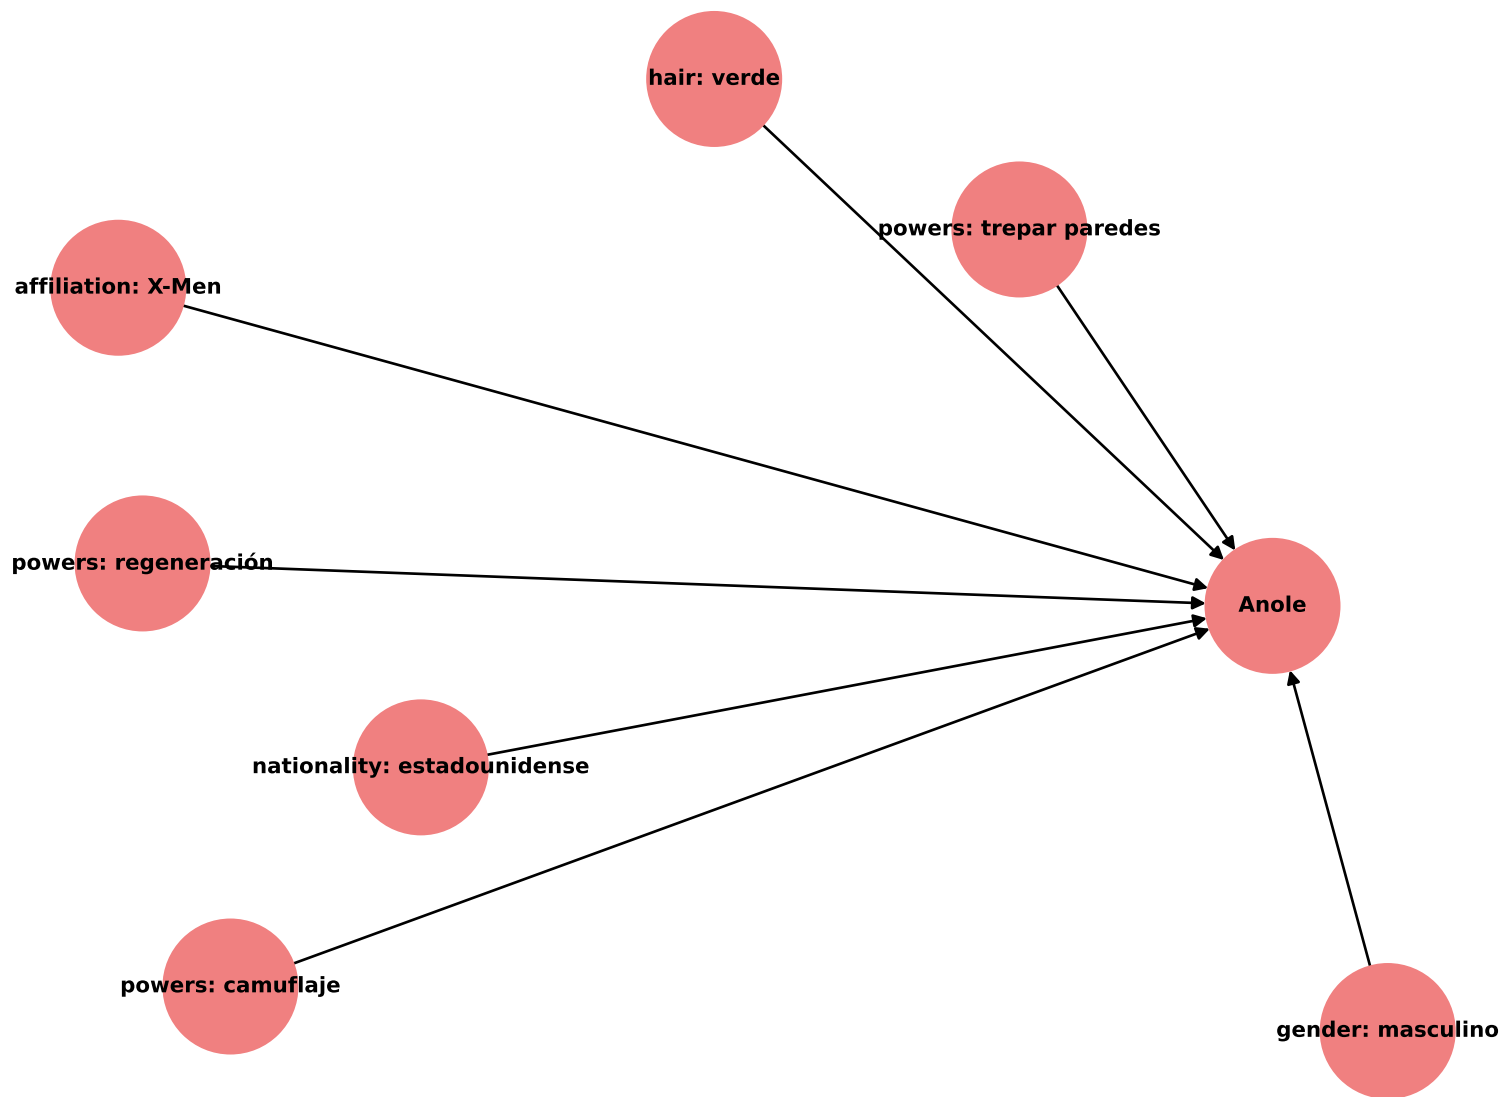 hair: verde
powers: trepar paredes
affiliation: X-Men
powers: regeneración
Anole
nationality: estadounidense
powers: camuflaje
gender: masculino